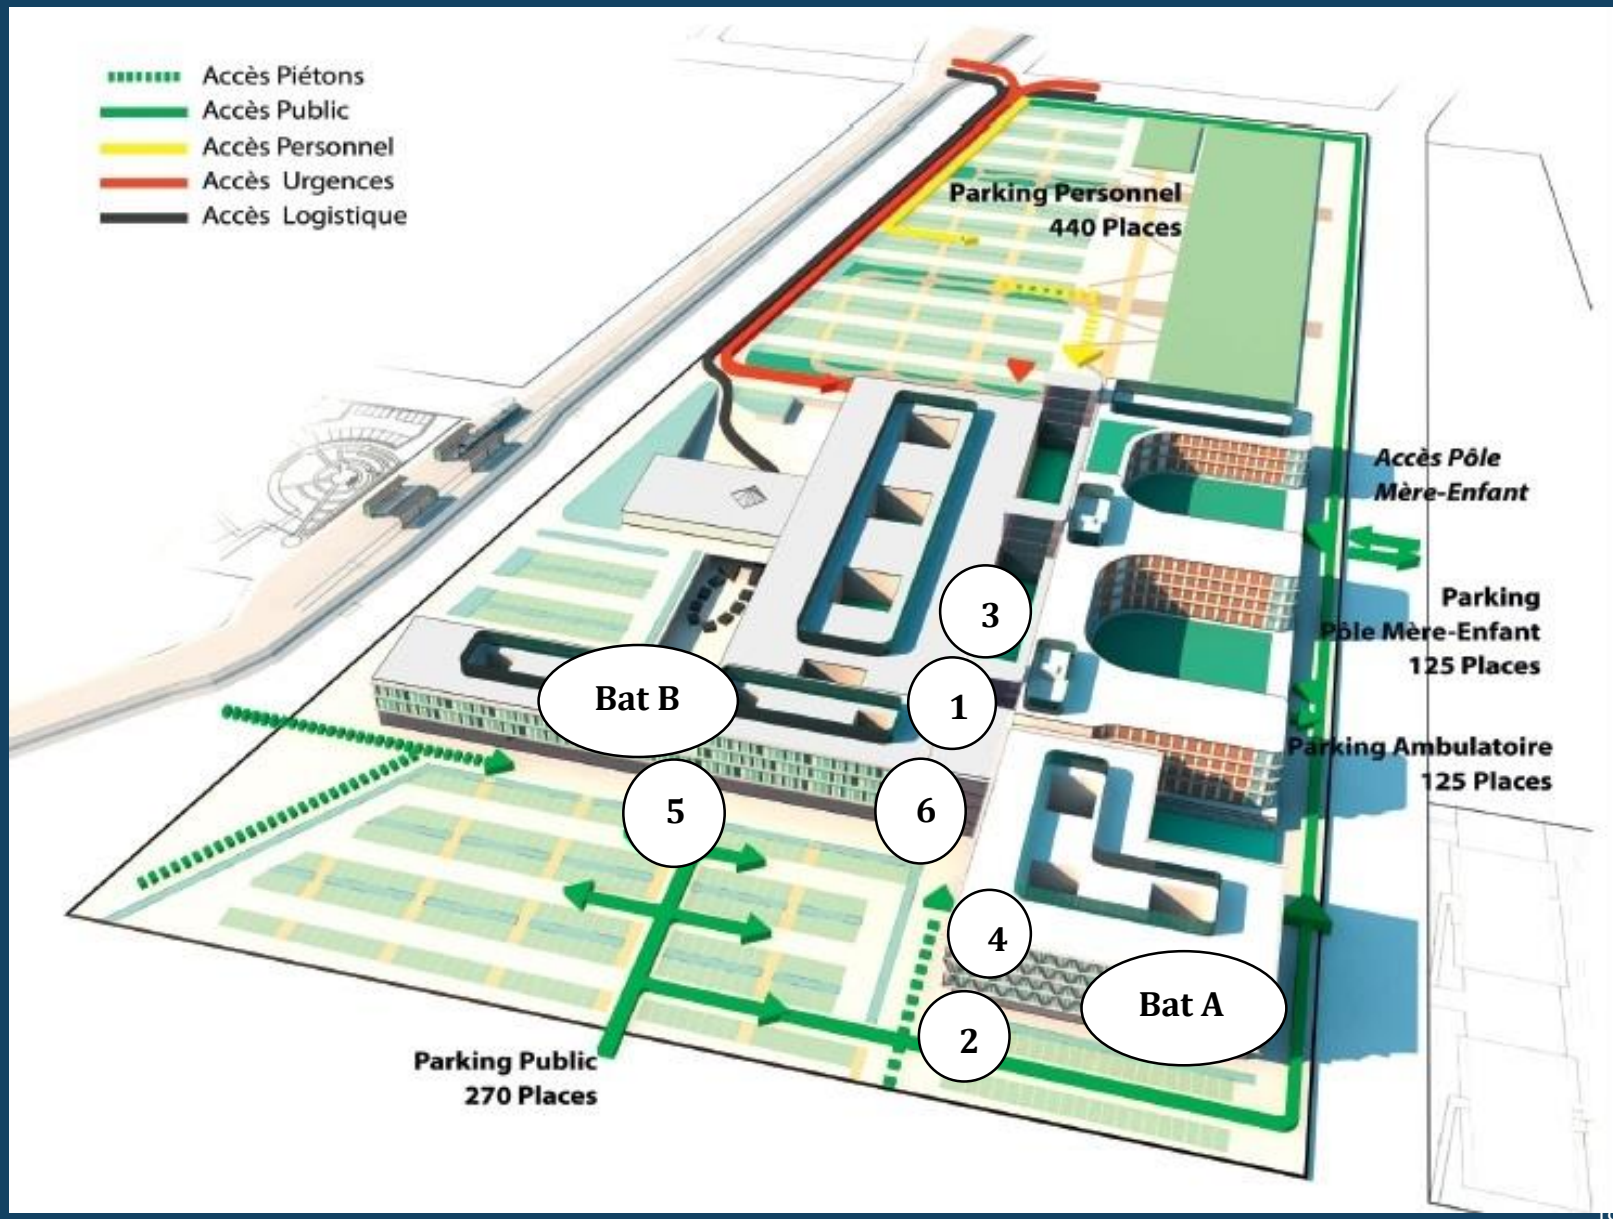 Accès Piétons
Accès Public
Accès Personnel
Accès Urgences
Accès Logistique
Parking Personnel
440 Places
Accès Pôle
Mère-Enfant
Parking
Pôle Mère-Enfant
125 Places
3
Bat B
1
Parking Ambulatoire
125 Places
5
6
4
Bat A
2
Parking Public
270 Places